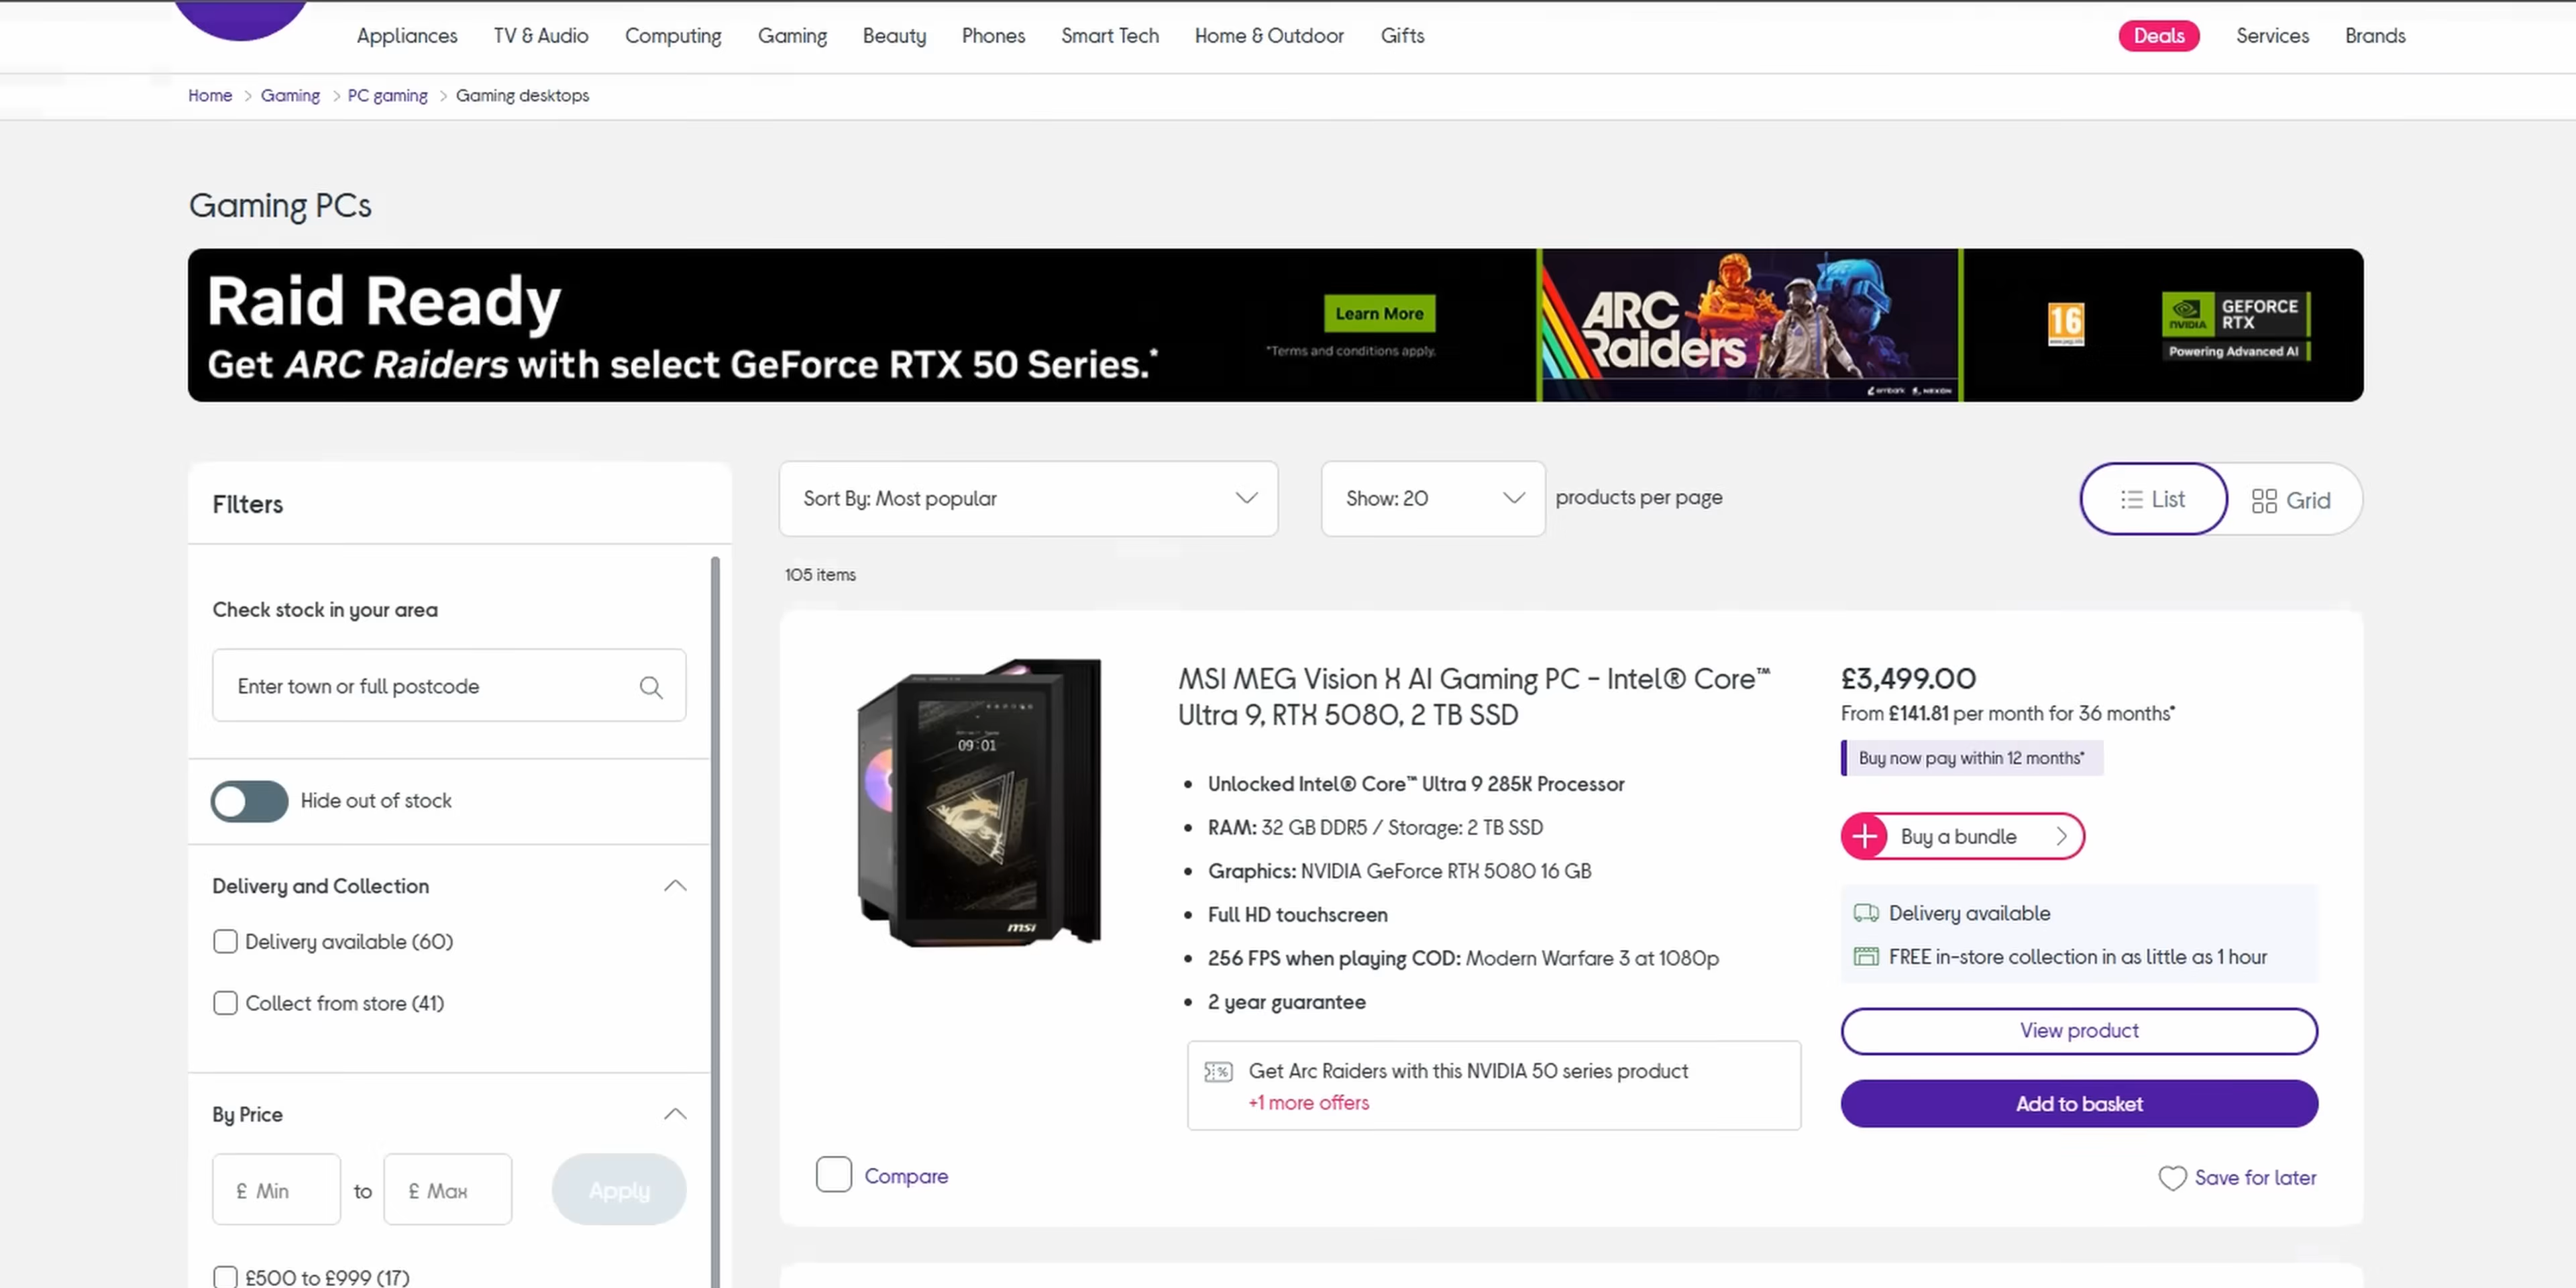 Appliances TV & Audio Computing Gaming Beauty Phones Smart Tech Home & Outdoor Gifts Deals Services Brands
Home > Gaming > PC gaming > Gaming desktops
Gaming PCs
Raid Ready
Get ARC Raiders with select GeForce RTX 50 Series.*
Learn More
*Terms and conditions apply.
ARC
Raiders
embark NEXON
16
NVIDIA
GEFORCE
RTX
Powering Advanced AI
Filters
Check stock in your area
Enter town or full postcode
Hide out of stock
Delivery and Collection
Delivery available (60)
Collect from store (41)
By Price
£ Min to £ Max Apply
£500 to £999 (17)
Sort By: Most popular
Show: 20 products per page
List Grid
105 items
09:01
msi
MSI MEG Vision X AI Gaming PC - Intel® Core™
Ultra 9, RTX 5080, 2 TB SSD
• Unlocked Intel® Core™ Ultra 9 285K Processor
• RAM: 32 GB DDR5 / Storage: 2 TB SSD
• Graphics: NVIDIA GeForce RTX 5080 16 GB
• Full HD touchscreen
• 256 FPS when playing COD: Modern Warfare 3 at 1080p
• 2 year guarantee
Get Arc Raiders with this NVIDIA 50 series product
+1 more offers
Compare
£3,499.00
From £141.81 per month for 36 months*
Buy now pay within 12 months*
Buy a bundle
Delivery available
FREE in-store collection in as little as 1 hour
View product
Add to basket
Save for later